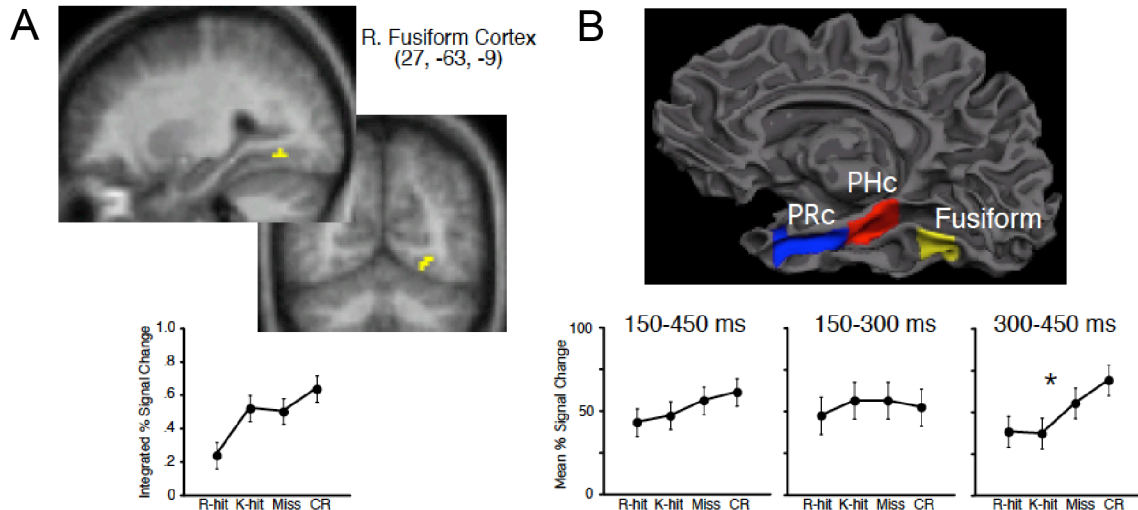 A
R. Fusiform Cortex
(27, -63, -9)
Integrated % Signal Change
1.0
.8
.6
.4
.2
0
R-hit K-hit Miss CR
B
PHc
PRc
Fusiform
Mean % Signal Change
150-450 ms
150-300 ms
300-450 ms
*
100
50
0
R-hit K-hit Miss CR
R-hit K-hit Miss CR
R-hit K-hit Miss CR